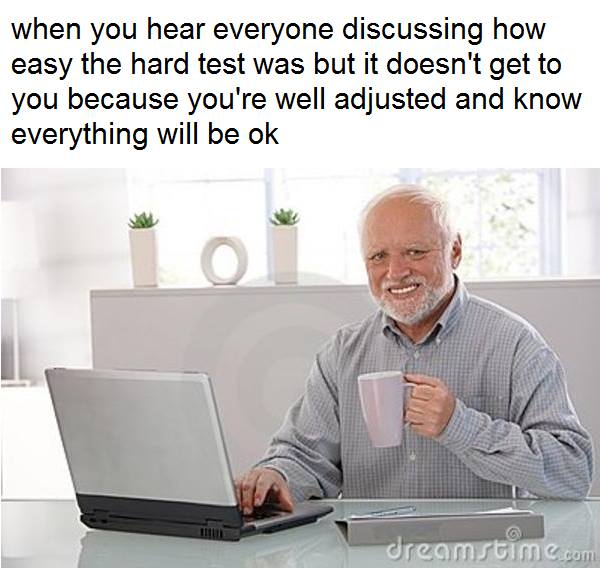 when you hear everyone discussing how
easy the hard test was but it doesn't get to
you because you're well adjusted and know
everything will be ok
dreamstime.com